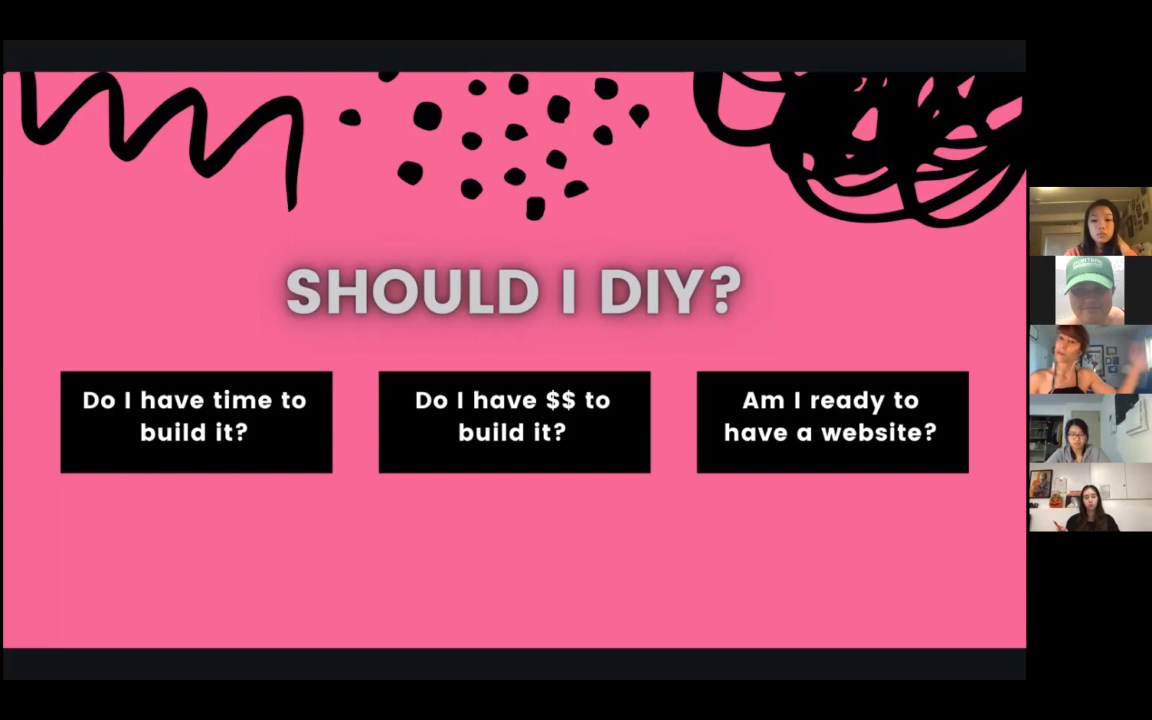 SHOULD I DIY?
Do I have time to
build it?
Do I have $$ to
build it?
Am I ready to
have a website?